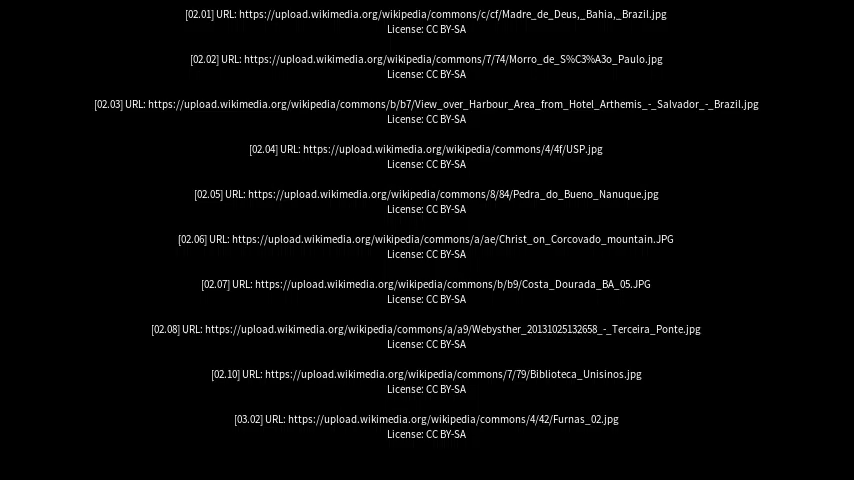 [02.01] URL: https://upload.wikimedia.org/wikipedia/commons/c/cf/Madre_de_Deus,_Bahia,_Brazil.jpg
License: CC BY-SA
[02.02] URL: https://upload.wikimedia.org/wikipedia/commons/7/74/Morro_de_S%C3%A3o_Paulo.jpg
License: CC BY-SA
[02.03] URL: https://upload.wikimedia.org/wikipedia/commons/b/b7/View_over_Harbour_Area_from_Hotel_Arthemis_-_Salvador_-_Brazil.jpg
License: CC BY-SA
[02.04] URL: https://upload.wikimedia.org/wikipedia/commons/4/4f/USP.jpg
License: CC BY-SA
[02.05] URL: https://upload.wikimedia.org/wikipedia/commons/8/84/Pedra_do_Bueno_Nanuque.jpg
License: CC BY-SA
[02.06] URL: https://upload.wikimedia.org/wikipedia/commons/a/ae/Christ_on_Corcovado_mountain.JPG
License: CC BY-SA
[02.07] URL: https://upload.wikimedia.org/wikipedia/commons/b/b9/Costa_Dourada_BA_05.JPG
License: CC BY-SA
[02.08] URL: https://upload.wikimedia.org/wikipedia/commons/a/a9/Webysther_20131025132658_-_Terceira_Ponte.jpg
License: CC BY-SA
[02.10] URL: https://upload.wikimedia.org/wikipedia/commons/7/79/Biblioteca_Unisinos.jpg
License: CC BY-SA
[03.02] URL: https://upload.wikimedia.org/wikipedia/commons/4/42/Furnas_02.jpg
License: CC BY-SA